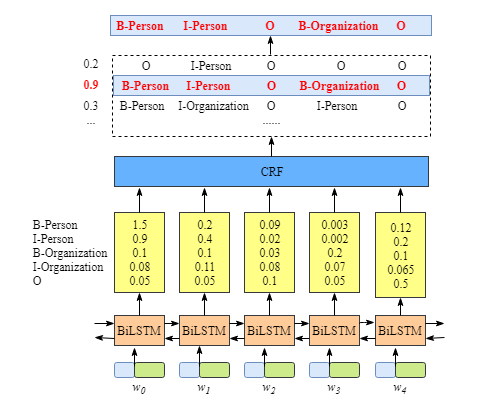 B-Person I-Person O B-Organization O
0.2 O I-Person O O O
0.9 B-Person I-Person O B-Organization O
0.3 B-Person I-Organization O I-Person O
... ......
CRF
B-Person 1.5 0.2 0.09 0.003 0.12
I-Person 0.9 0.4 0.02 0.002 0.2
B-Organization 0.1 0.1 0.03 0.2 0.1
I-Organization 0.08 0.11 0.08 0.07 0.065
O 0.05 0.05 0.1 0.05 0.5
BiLSTM BiLSTM BiLSTM BiLSTM BiLSTM
w0 w1 w2 w3 w4